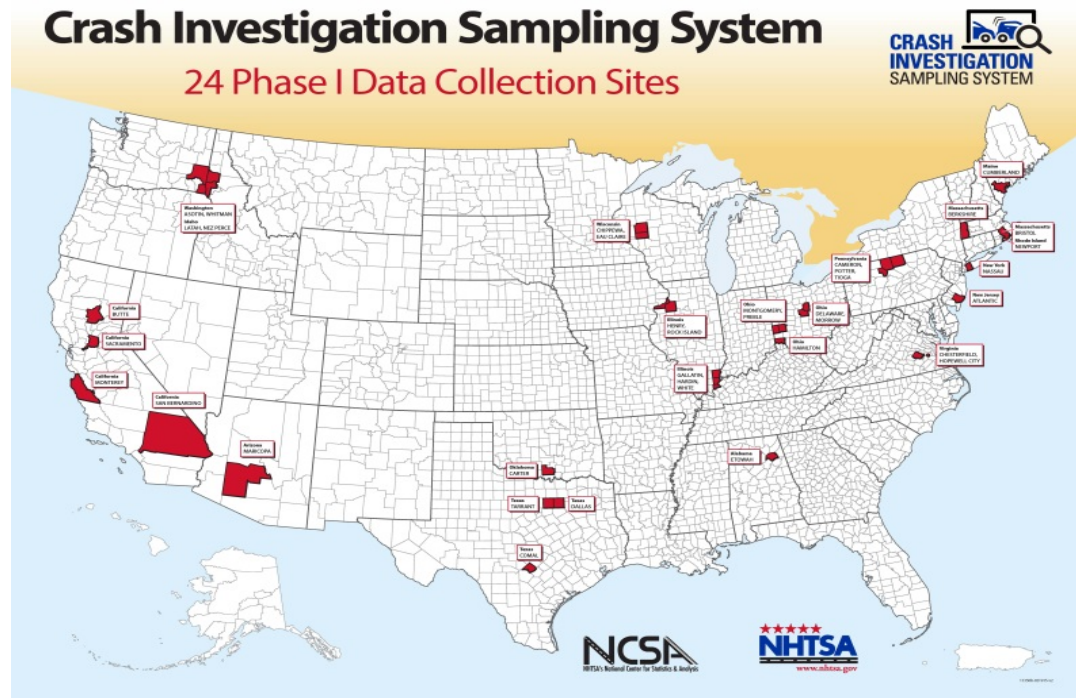 Crash Investigation Sampling System
24 Phase I Data Collection Sites
CRASH
INVESTIGATION
SAMPLING SYSTEM
Maine
CUMBERLAND
Washington
ASOTIN, WHITMAN
Idaho
LATAH, NEZ PERCE
Wisconsin
CHIPPEWA,
EAU CLAIRE
Massachusetts
BERKSHIRE
Massachusetts
BRISTOL
Rhode Island
NEWPORT
Pennsylvania
CAMERON,
POTTER,
TIOGA
New York
NASSAU
New Jersey
ATLANTIC
California
BUTTE
California
SACRAMENTO
Illinois
HENRY,
ROCK ISLAND
Ohio
MONTGOMERY,
PREBLE
Ohio
DELAWARE,
MORROW
Ohio
HAMILTON
Virginia
CHESTERFIELD,
HOPEWELL CITY
California
MONTEREY
California
SAN BERNARDINO
Illinois
GALLATIN,
HARDIN,
WHITE
Arizona
MARICOPA
Alabama
ETOWAH
Oklahoma
CARTER
Texas
TARRANT
Texas
DALLAS
Texas
COMAL
NCSA
NHTSA's National Center for Statistics & Analysis
NHTSA
www.nhtsa.gov